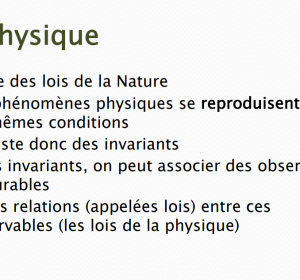 hysique
e des lois de la Nature
phénomènes physiques se reproduisent
êmes conditions
iste donc des invariants
s invariants, on peut associer des obser
urables
s relations (appelées lois) entre ces
rvables (les lois de la physique)